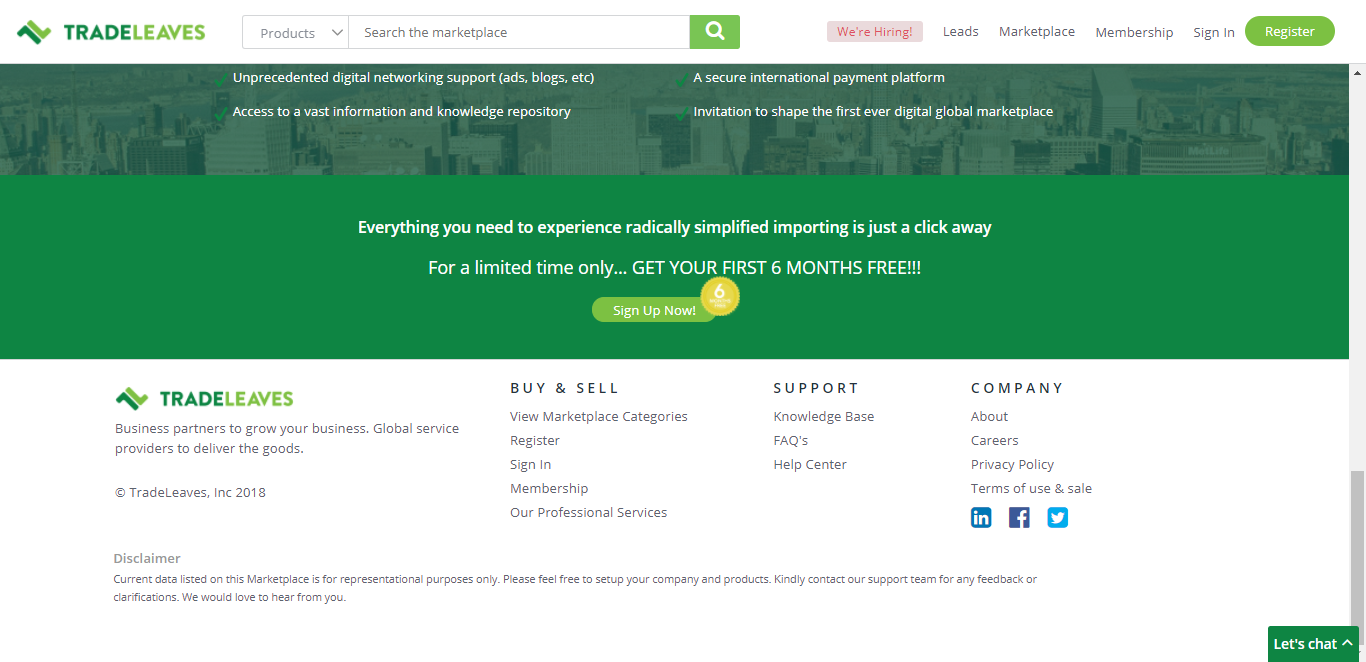 TRADELEAVES
Products
Search the marketplace
We're Hiring!
Leads
Marketplace
Membership
Sign In
Register
Unprecedented digital networking support (ads, blogs, etc)
A secure international payment platform
Access to a vast information and knowledge repository
Invitation to shape the first ever digital global marketplace
MetLife
Everything you need to experience radically simplified importing is just a click away
For a limited time only... GET YOUR FIRST 6 MONTHS FREE!!!
Sign Up Now!
6
TRADELEAVES
Business partners to grow your business. Global service
providers to deliver the goods.
© TradeLeaves, Inc 2018
BUY & SELL
View Marketplace Categories
Register
Sign In
Membership
Our Professional Services
SUPPORT
Knowledge Base
FAQ's
Help Center
COMPANY
About
Careers
Privacy Policy
Terms of use & sale
in
Disclaimer
Current data listed on this Marketplace is for representational purposes only. Please feel free to setup your company and products. Kindly contact our support team for any feedback or
clarifications. We would love to hear from you.
Let's chat